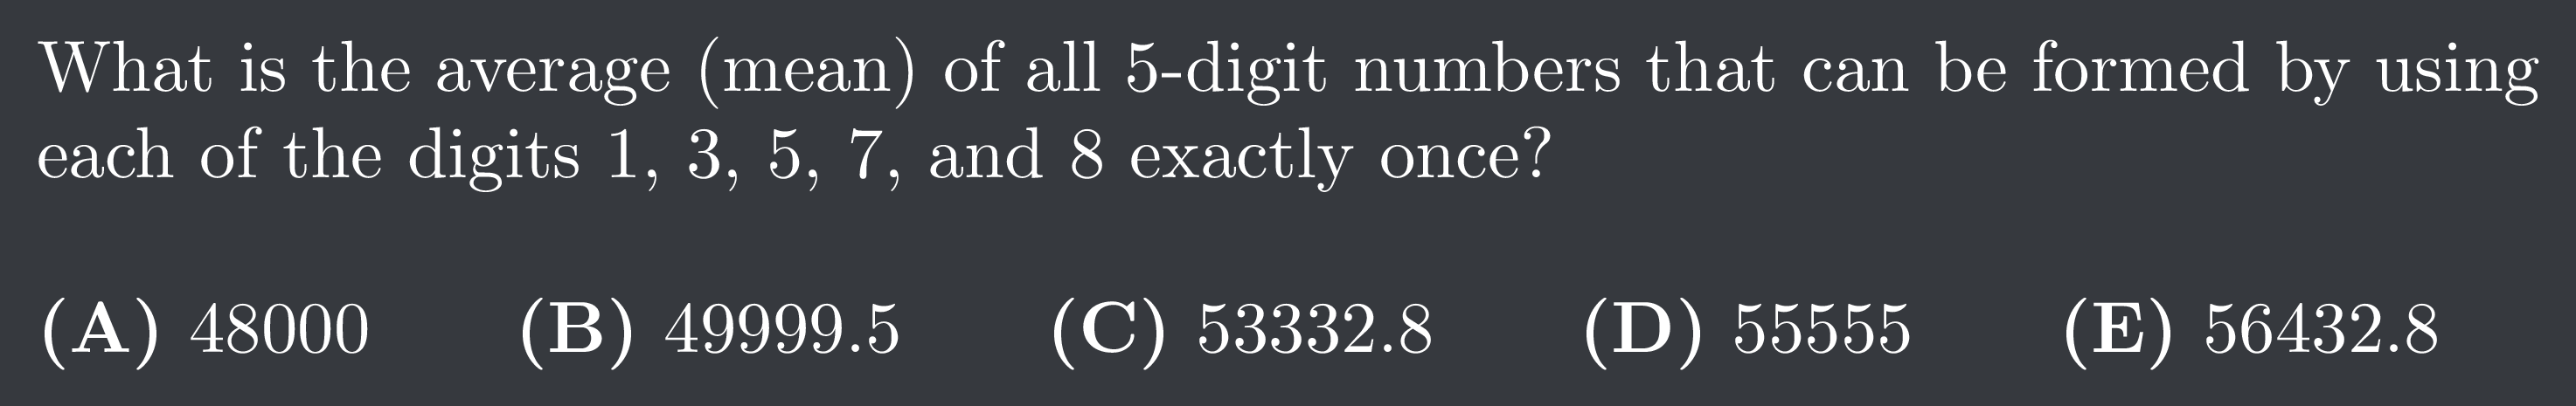 What is the average (mean) of all 5-digit numbers that can be formed by using
each of the digits 1, 3, 5, 7, and 8 exactly once?
(A) 48000 (B) 49999.5 (C) 53332.8 (D) 55555 (E) 56432.8